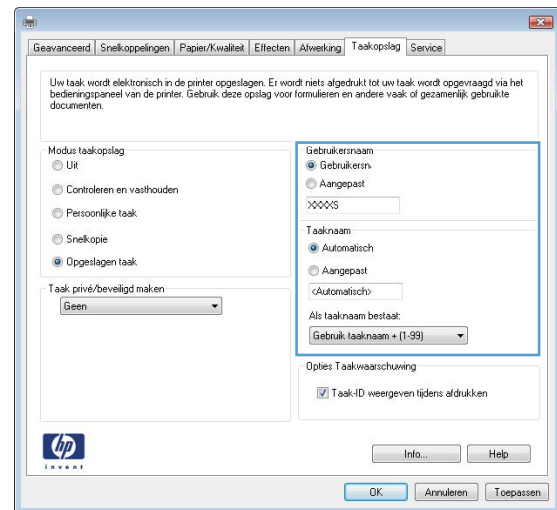 Geavanceerd Snelkoppelingen Papier/Kwaliteit Effecten Afwerking Taakopslag Service
Uw taak wordt elektronisch in de printer opgeslagen. Er wordt niets afgedrukt tot uw taak wordt opgevraagd via het
bedieningspaneel van de printer. Gebruik deze opslag voor formulieren en andere vaak of gezamenlijk gebruikte
documenten.
Modus taakopslag
Uit
Controleren en vasthouden
Persoonlijke taak
Snelkopie
Opgeslagen taak
Taak privé/beveiligd maken
Geen
Gebruikersnaam
Gebruikersn
Aangepast
XXXXS
Taaknaam
Automatisch
Aangepast
<Automatisch>
Als taaknaam bestaat:
Gebruik taaknaam + (1-99)
Opties Taakwaarschuwing
Taak-ID weergeven tijdens afdrukken
hp
invent
Info... Help
OK Annuleren Toepassen